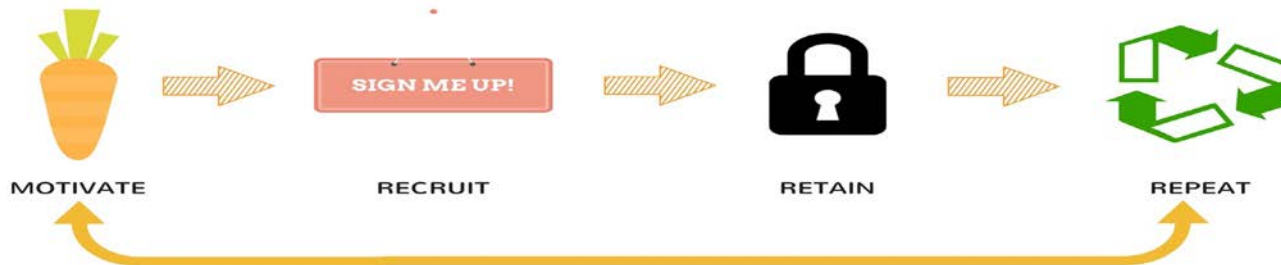 SIGN ME UP!
MOTIVATE
RECRUIT
RETAIN
REPEAT